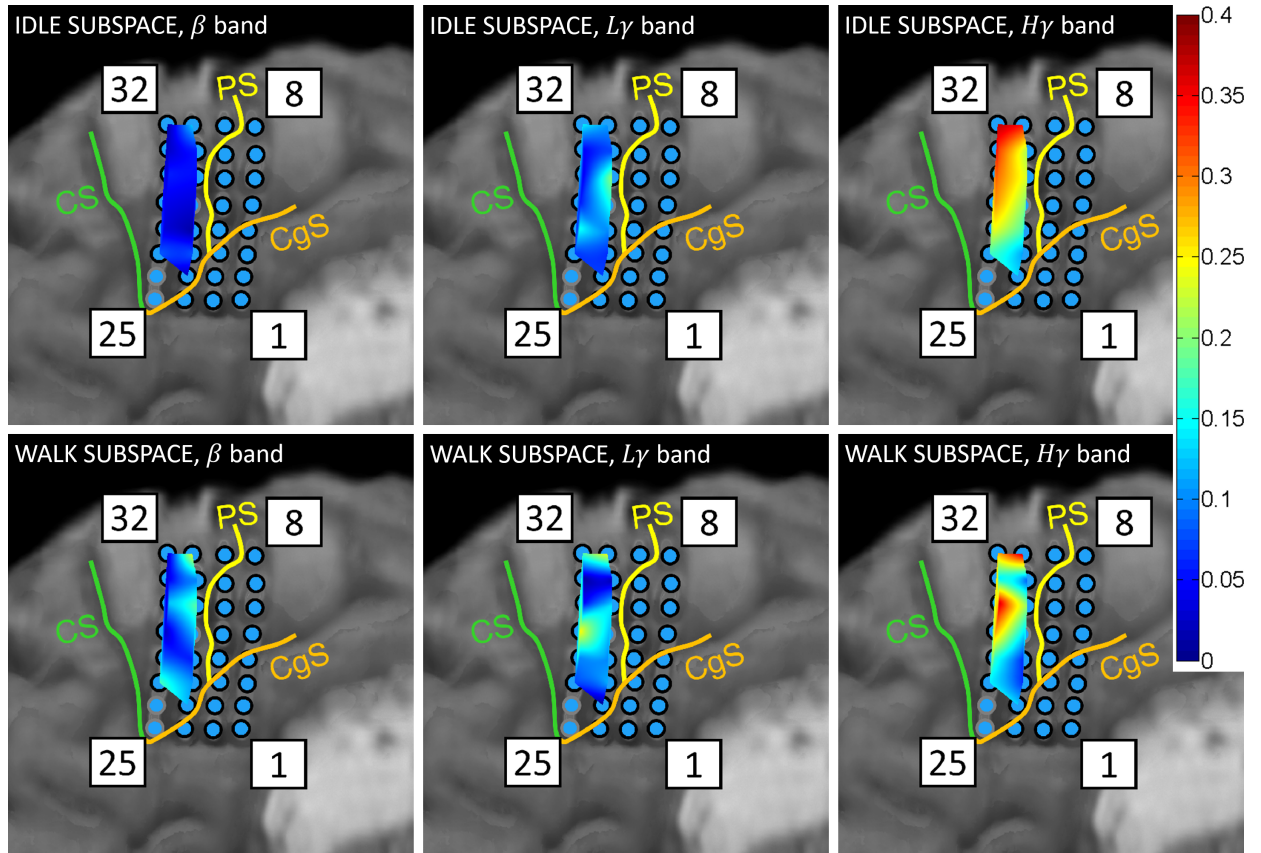 IDLE SUBSPACE, β band
32
PS
8
CS
CgS
25
1
IDLE SUBSPACE, Lγ band
32
PS
8
CS
CgS
25
1
IDLE SUBSPACE, Hγ band
32
PS
8
CS
CgS
25
1
0.4
0.35
0.3
0.25
0.2
0.15
0.1
0.05
0
WALK SUBSPACE, β band
32
PS
8
CS
CgS
25
1
WALK SUBSPACE, Lγ band
32
PS
8
CS
CgS
25
1
WALK SUBSPACE, Hγ band
32
PS
8
CS
CgS
25
1